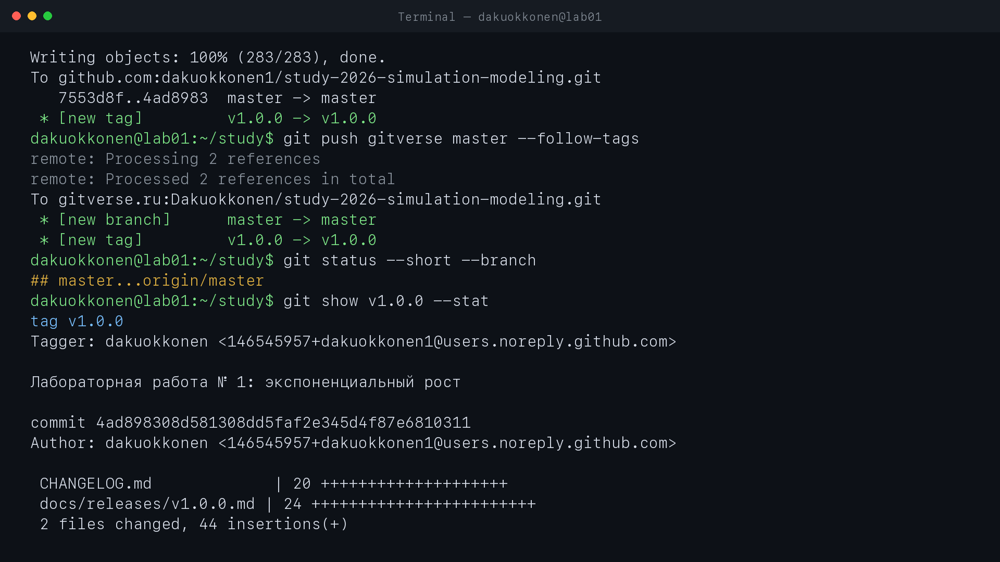 Terminal — dakuokkonen@lab01
Writing objects: 100% (283/283), done.
To github.com:dakuokkonen1/study-2026-simulation-modeling.git
   7553d8f..4ad8983  master -> master
 * [new tag]         v1.0.0 -> v1.0.0
dakuokkonen@lab01:~/study$ git push gitverse master --follow-tags
remote: Processing 2 references
remote: Processed 2 references in total
To gitverse.ru:Dakuokkonen/study-2026-simulation-modeling.git
 * [new branch]      master -> master
 * [new tag]         v1.0.0 -> v1.0.0
dakuokkonen@lab01:~/study$ git status --short --branch
## master...origin/master
dakuokkonen@lab01:~/study$ git show v1.0.0 --stat
tag v1.0.0
Tagger: dakuokkonen <146545957+dakuokkonen1@users.noreply.github.com>
Лабораторная работа № 1: экспоненциальный рост
commit 4ad898308d581308dd5faf2e345d4f87e6810311
Author: dakuokkonen <146545957+dakuokkonen1@users.noreply.github.com>
 CHANGELOG.md             | 20 ++++++++++++++++++++
 docs/releases/v1.0.0.md | 24 ++++++++++++++++++++++++
 2 files changed, 44 insertions(+)